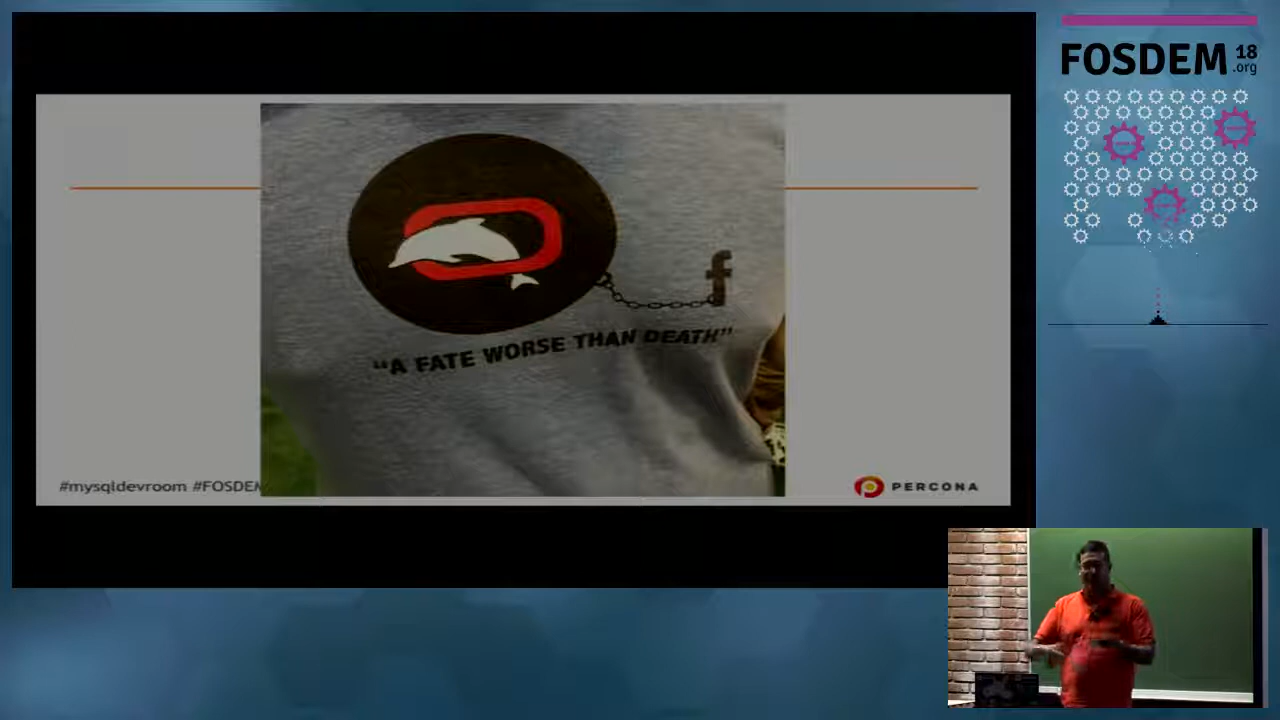 FOSDEM 18
.org
f
“A FATE WORSE THAN DEATH”
#mysqldevroom #FOSDEM
PERCONA